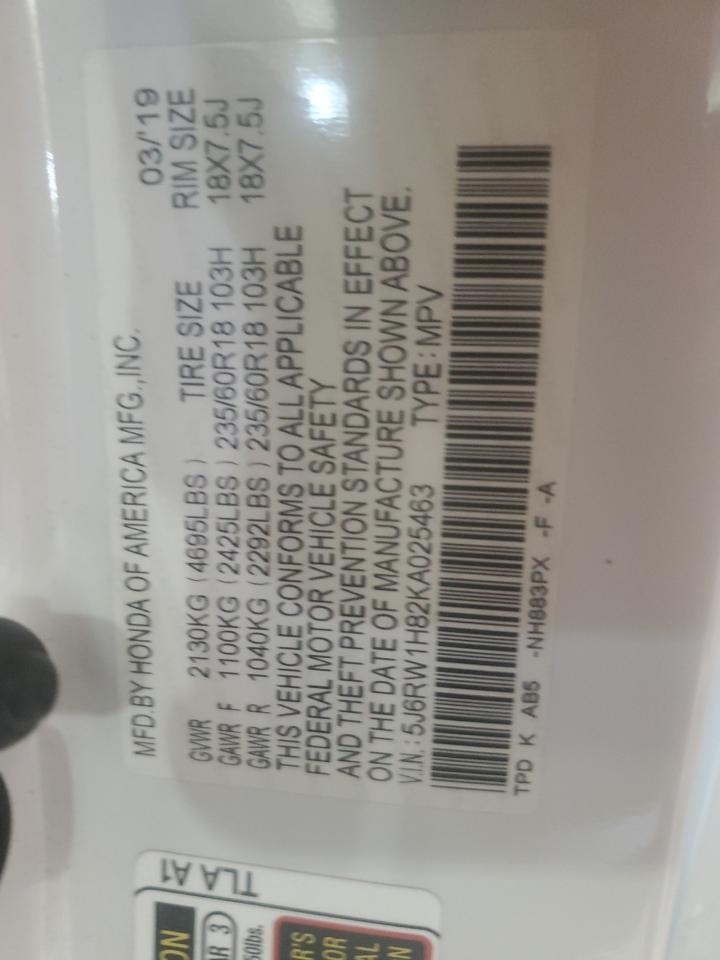 MFD.BY HONDA OF AMERICA MFG.,INC. 03/'19
GVWR 2130KG (4695LBS) TIRE SIZE RIM SIZE
GAWR F 1100KG (2425LBS) 235/60R18 103H 18X7.5J
GAWR R 1040KG (2292LBS) 235/60R18 103H 18X7.5J
THIS VEHICLE CONFORMS TO ALL APPLICABLE
FEDERAL MOTOR VEHICLE SAFETY
AND THEFT PREVENTION STANDARDS IN EFFECT
ON THE DATE OF MANUFACTURE SHOWN ABOVE.
V.I.N.: 5J6RW1H82KA025463 TYPE: MPV
TPD K AB5 -NH883PX -F -A
TLA A1